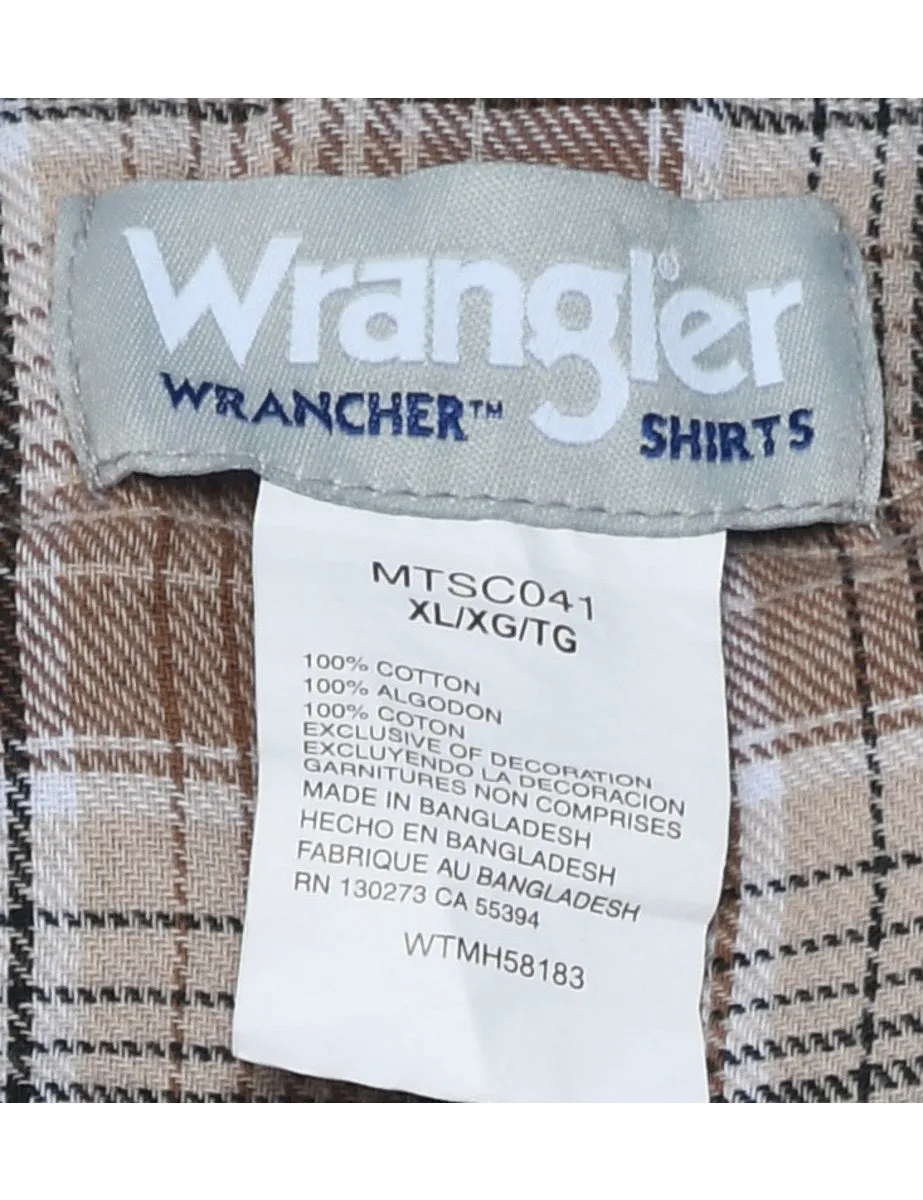 Wrangler®
WRANCHER™ SHIRTS
MTSC041
XL/XG/TG
100% COTTON
100% ALGODON
100% COTON
EXCLUSIVE OF DECORATION
EXCLUYENDO LA DECORACION
GARNITURES NON COMPRISES
MADE IN BANGLADESH
HECHO EN BANGLADESH
FABRIQUE AU BANGLADESH
RN 130273 CA 55394
WTMH58183